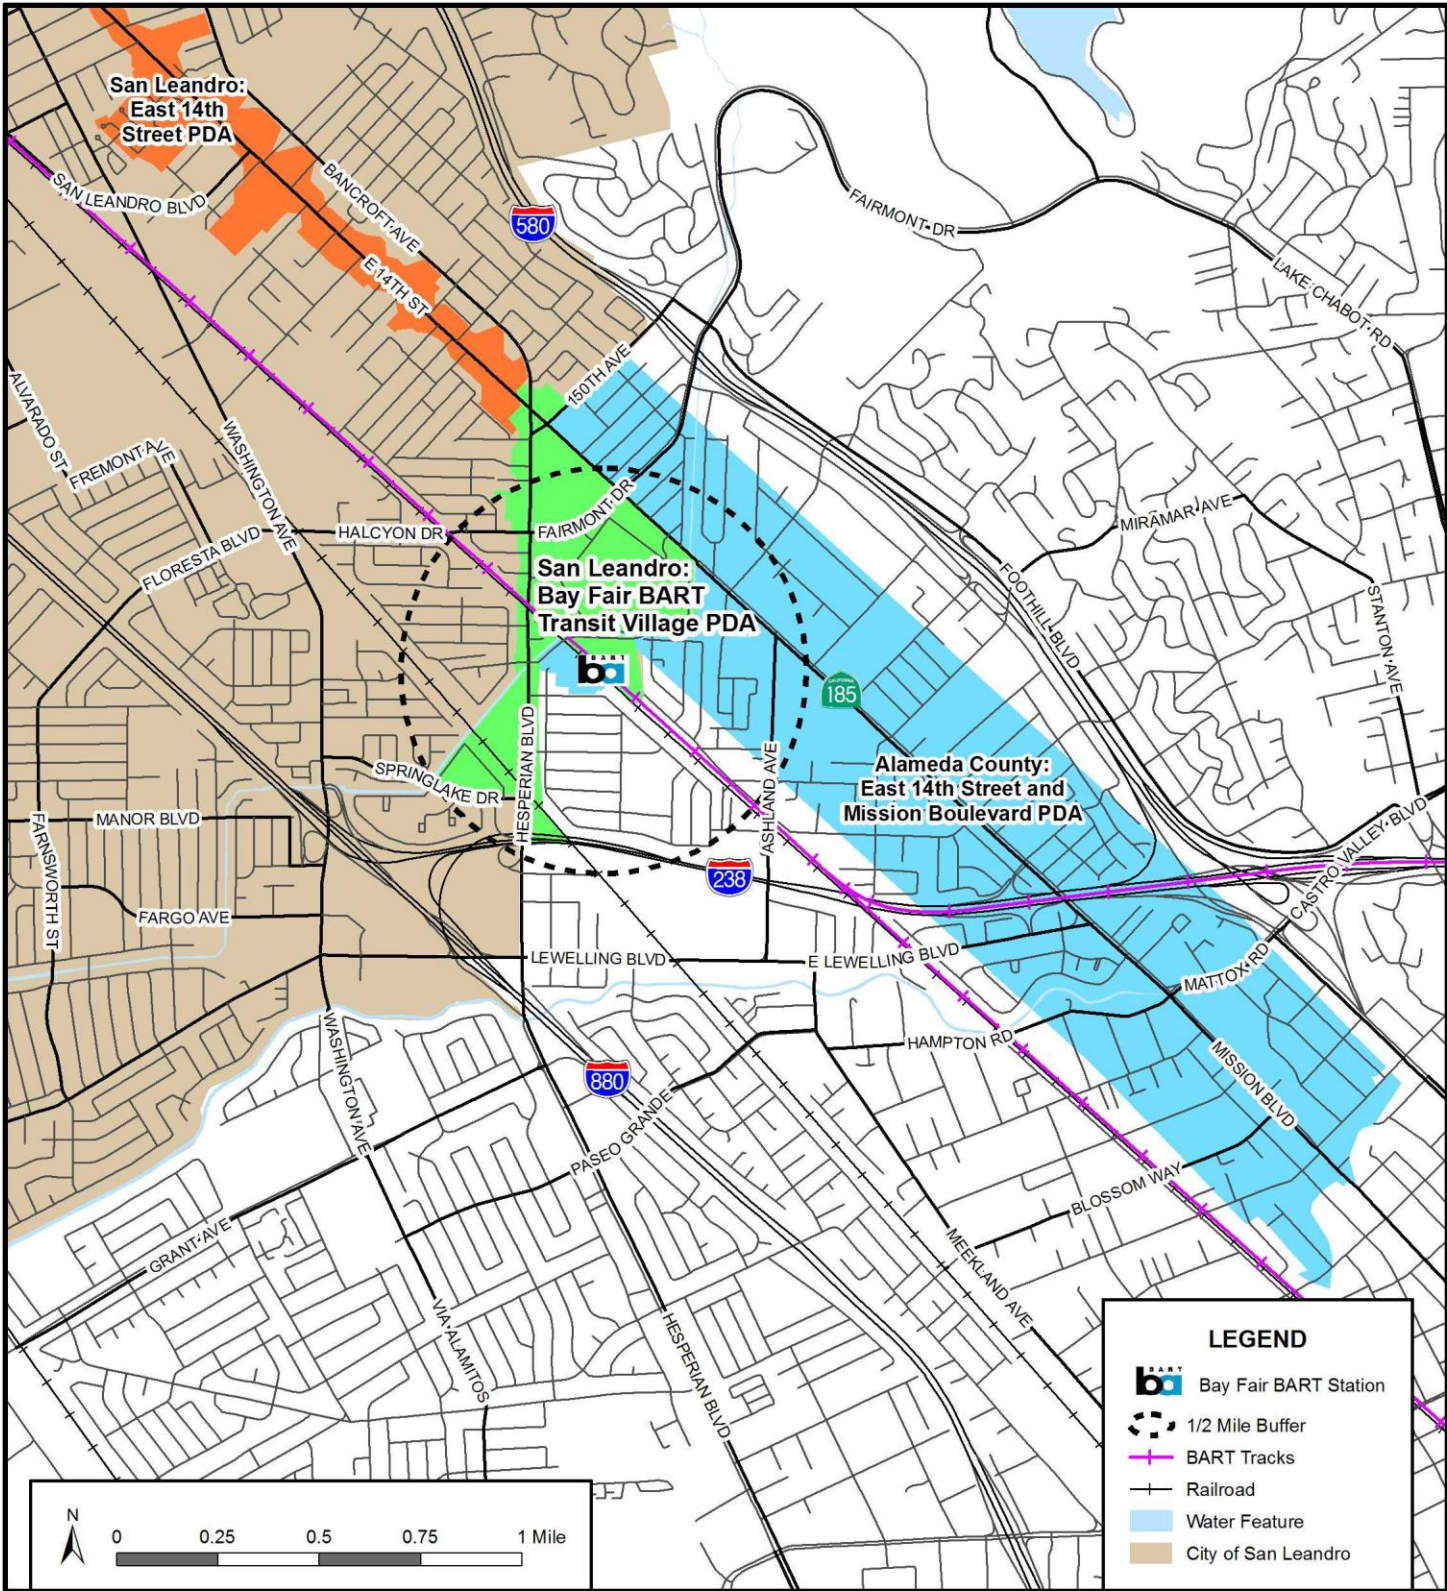 San Leandro:
East 14th
Street PDA
SAN LEANDRO BLVD
BANCROFT AVE
580
FAIRMONT DR
E 14TH ST
LAKE CHABOT RD
150TH AVE
ALVARADO ST
FREMONT AVE
WASHINGTON AVE
HALCYON DR
FAIRMONT DR
MIRAMAR AVE
FLORESTA BLVD
San Leandro:
Bay Fair BART
Transit Village PDA
FOOTHILL BLVD
STANTON AVE
BART
ba
CALIFORNIA
185
HESPERIAN BLVD
ASHLAND AVE
SPRINGLAKE DR
Alameda County:
East 14th Street and
Mission Boulevard PDA
MANOR BLVD
FARNSWORTH ST
238
CASTRO VALLEY BLVD
FARGO AVE
LEWELLING BLVD
E LEWELLING BLVD
MATTOX RD
WASHINGTON AVE
HAMPTON RD
MISSION BLVD
880
PASEO GRANDE
BLOSSOM WAY
GRANT AVE
MEEKLAND AVE
VIA ALAMITOS
HESPERIAN BLVD
LEGEND
BART
ba
Bay Fair BART Station
1/2 Mile Buffer
BART Tracks
Railroad
Water Feature
City of San Leandro
N
0 0.25 0.5 0.75 1 Mile